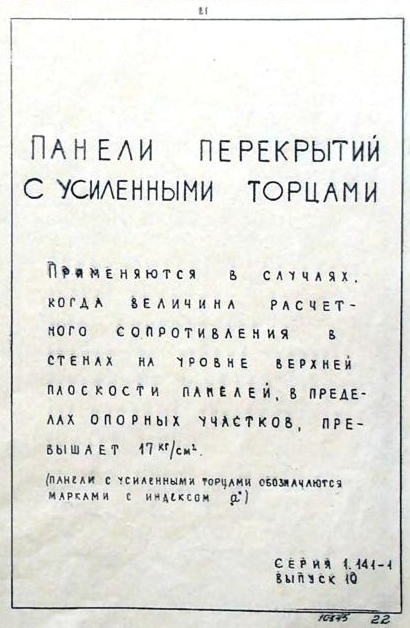 21
ПАНЕЛИ ПЕРЕКРЫТИЙ
С УСИЛЕННЫМИ ТОРЦАМИ
ПРИМЕНЯЮТСЯ В СЛУЧАЯХ,
КОГДА ВЕЛИЧИНА РАСЧЕТ-
НОГО СОПРОТИВЛЕНИЯ В
СТЕНАХ НА УРОВНЕ ВЕРХНЕЙ
ПЛОСКОСТИ ПАНЕЛЕЙ, В ПРЕДЕ-
ЛАХ ОПОРНЫХ УЧАСТКОВ, ПРЕ-
ВЫШАЕТ 17 кг/см².
(ПАНЕЛИ С УСИЛЕННЫМИ ТОРЦАМИ ОБОЗНАЧАЮТСЯ
МАРКАМИ С ИНДЕКСОМ „а")
СЕРИЯ 1.141-1
ВЫПУСК 10
10375 22